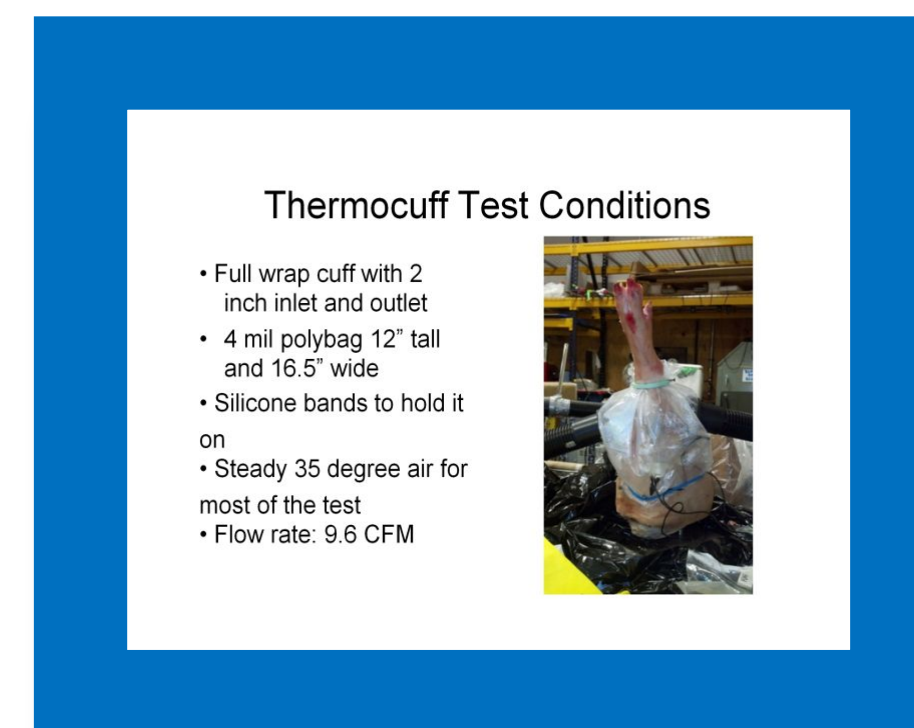 Thermocuff Test Conditions
• Full wrap cuff with 2
inch inlet and outlet
• 4 mil polybag 12” tall
and 16.5” wide
• Silicone bands to hold it
on
• Steady 35 degree air for
most of the test
• Flow rate: 9.6 CFM